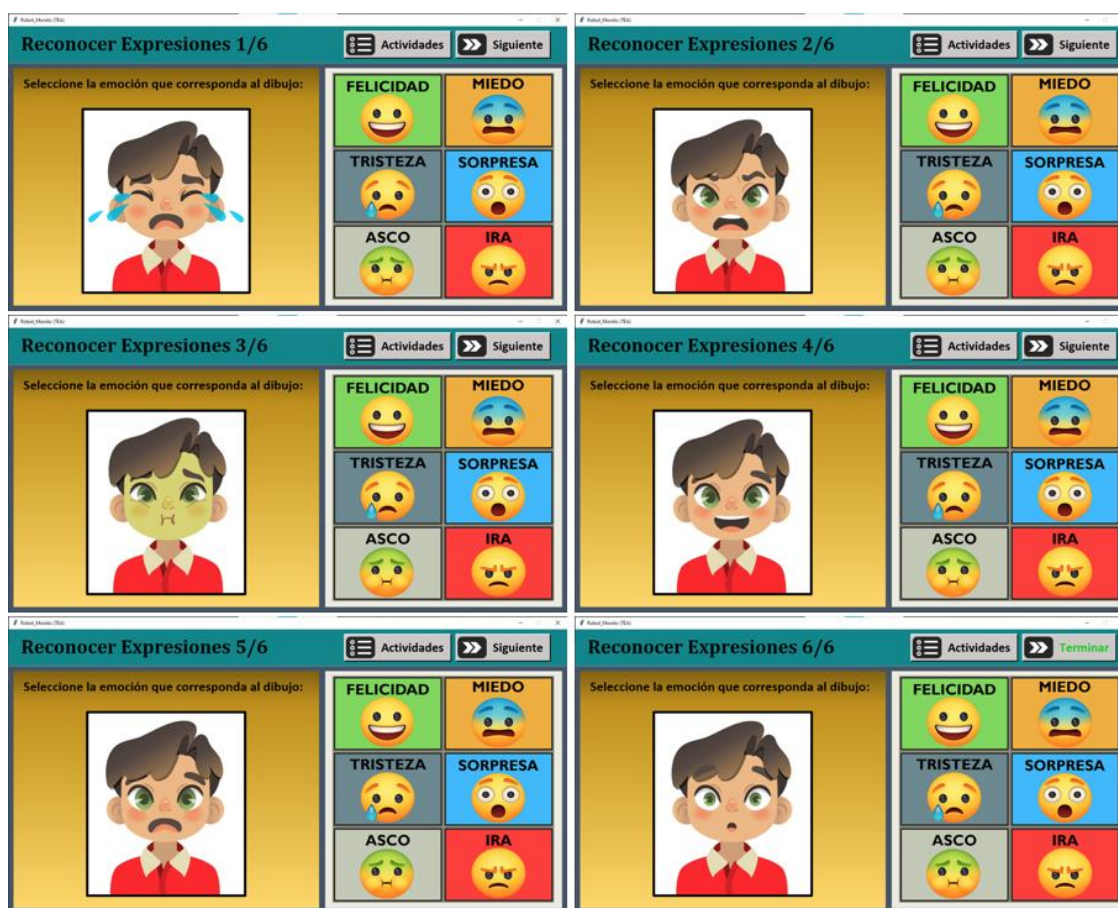 Robot_Mando (TEA)
Reconocer Expresiones 1/6
Actividades
Siguiente
Seleccione la emoción que corresponda al dibujo:
FELICIDAD
MIEDO
TRISTEZA
SORPRESA
ASCO
IRA
Reconocer Expresiones 2/6
Actividades
Siguiente
Seleccione la emoción que corresponda al dibujo:
FELICIDAD
MIEDO
TRISTEZA
SORPRESA
ASCO
IRA
Reconocer Expresiones 3/6
Actividades
Siguiente
Seleccione la emoción que corresponda al dibujo:
FELICIDAD
MIEDO
TRISTEZA
SORPRESA
ASCO
IRA
Reconocer Expresiones 4/6
Actividades
Siguiente
Seleccione la emoción que corresponda al dibujo:
FELICIDAD
MIEDO
TRISTEZA
SORPRESA
ASCO
IRA
Reconocer Expresiones 5/6
Actividades
Siguiente
Seleccione la emoción que corresponda al dibujo:
FELICIDAD
MIEDO
TRISTEZA
SORPRESA
ASCO
IRA
Reconocer Expresiones 6/6
Actividades
Terminar
Seleccione la emoción que corresponda al dibujo:
FELICIDAD
MIEDO
TRISTEZA
SORPRESA
ASCO
IRA